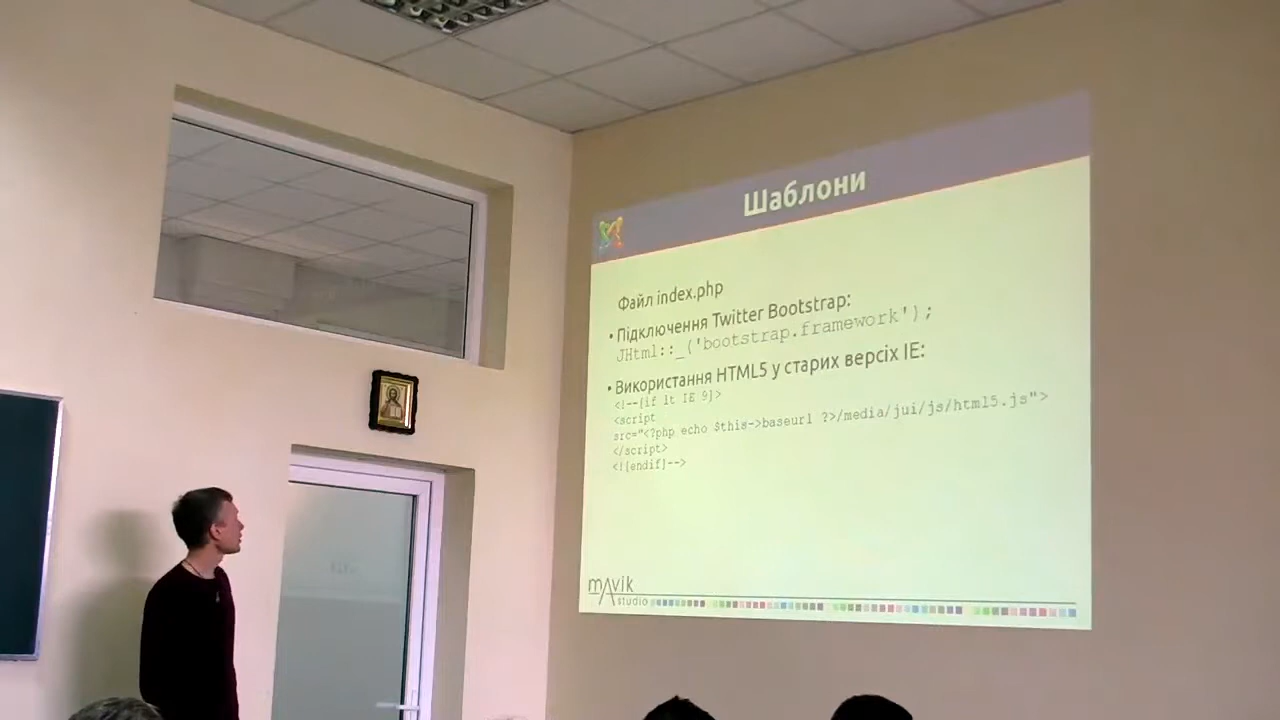 Шаблони
Файл index.php
• Підключення Twitter Bootstrap:
JHtml::_('bootstrap.framework');
• Використання HTML5 у старих версіх IE:
<!--[if lt IE 9]>
<script
src="<?php echo $this->baseurl ?>/media/jui/js/html5.js">
</script>
<![endif]-->
mavik
studio